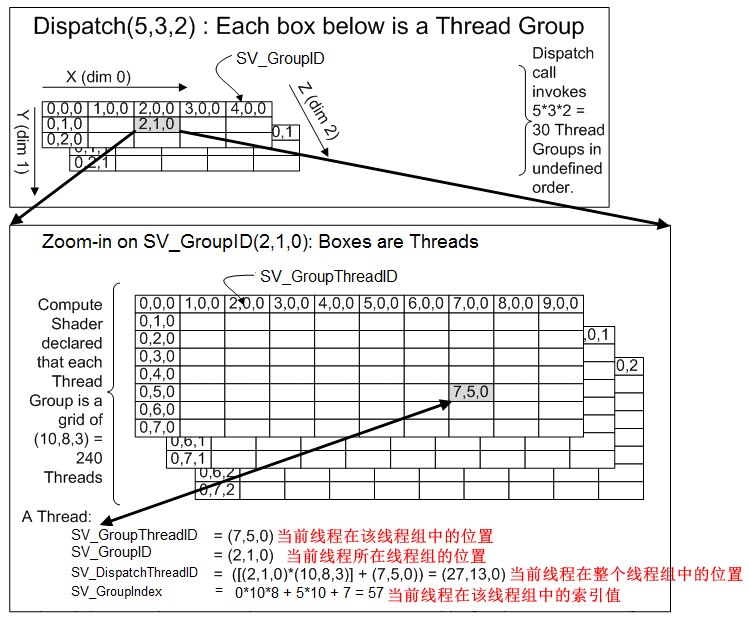 Dispatch(5,3,2) : Each box below is a Thread Group
SV_GroupID
X (dim 0)
Y (dim 1)
Z (dim 2)
0,0,0 1,0,0 2,0,0 3,0,0 4,0,0
0,1,0 2,1,0
0,2,0
0,1
0,2,1
Dispatch
call
invokes
5*3*2 =
30 Thread
Groups in
undefined
order.
Zoom-in on SV_GroupID(2,1,0): Boxes are Threads
SV_GroupThreadID
Compute
Shader
declared
that each
Thread
Group is a
grid of
(10,8,3) =
240
Threads
0,0,0 1,0,0 2,0,0 3,0,0 4,0,0 5,0,0 6,0,0 7,0,0 8,0,0 9,0,0
0,1,0
0,2,0
0,3,0
0,4,0
0,5,0 7,5,0
0,6,0
0,7,0
,0,1
0,2
0,6,1
0,7,1
0,6,2
0,7,2
A Thread:
SV_GroupThreadID = (7,5,0) 当前线程在该线程组中的位置
SV_GroupID = (2,1,0) 当前线程所在线程组的位置
SV_DispatchThreadID = ([(2,1,0)*(10,8,3)] + (7,5,0)) = (27,13,0) 当前线程在整个线程组中的位置
SV_GroupIndex = 0*10*8 + 5*10 + 7 = 57 当前线程在该线程组中的索引值